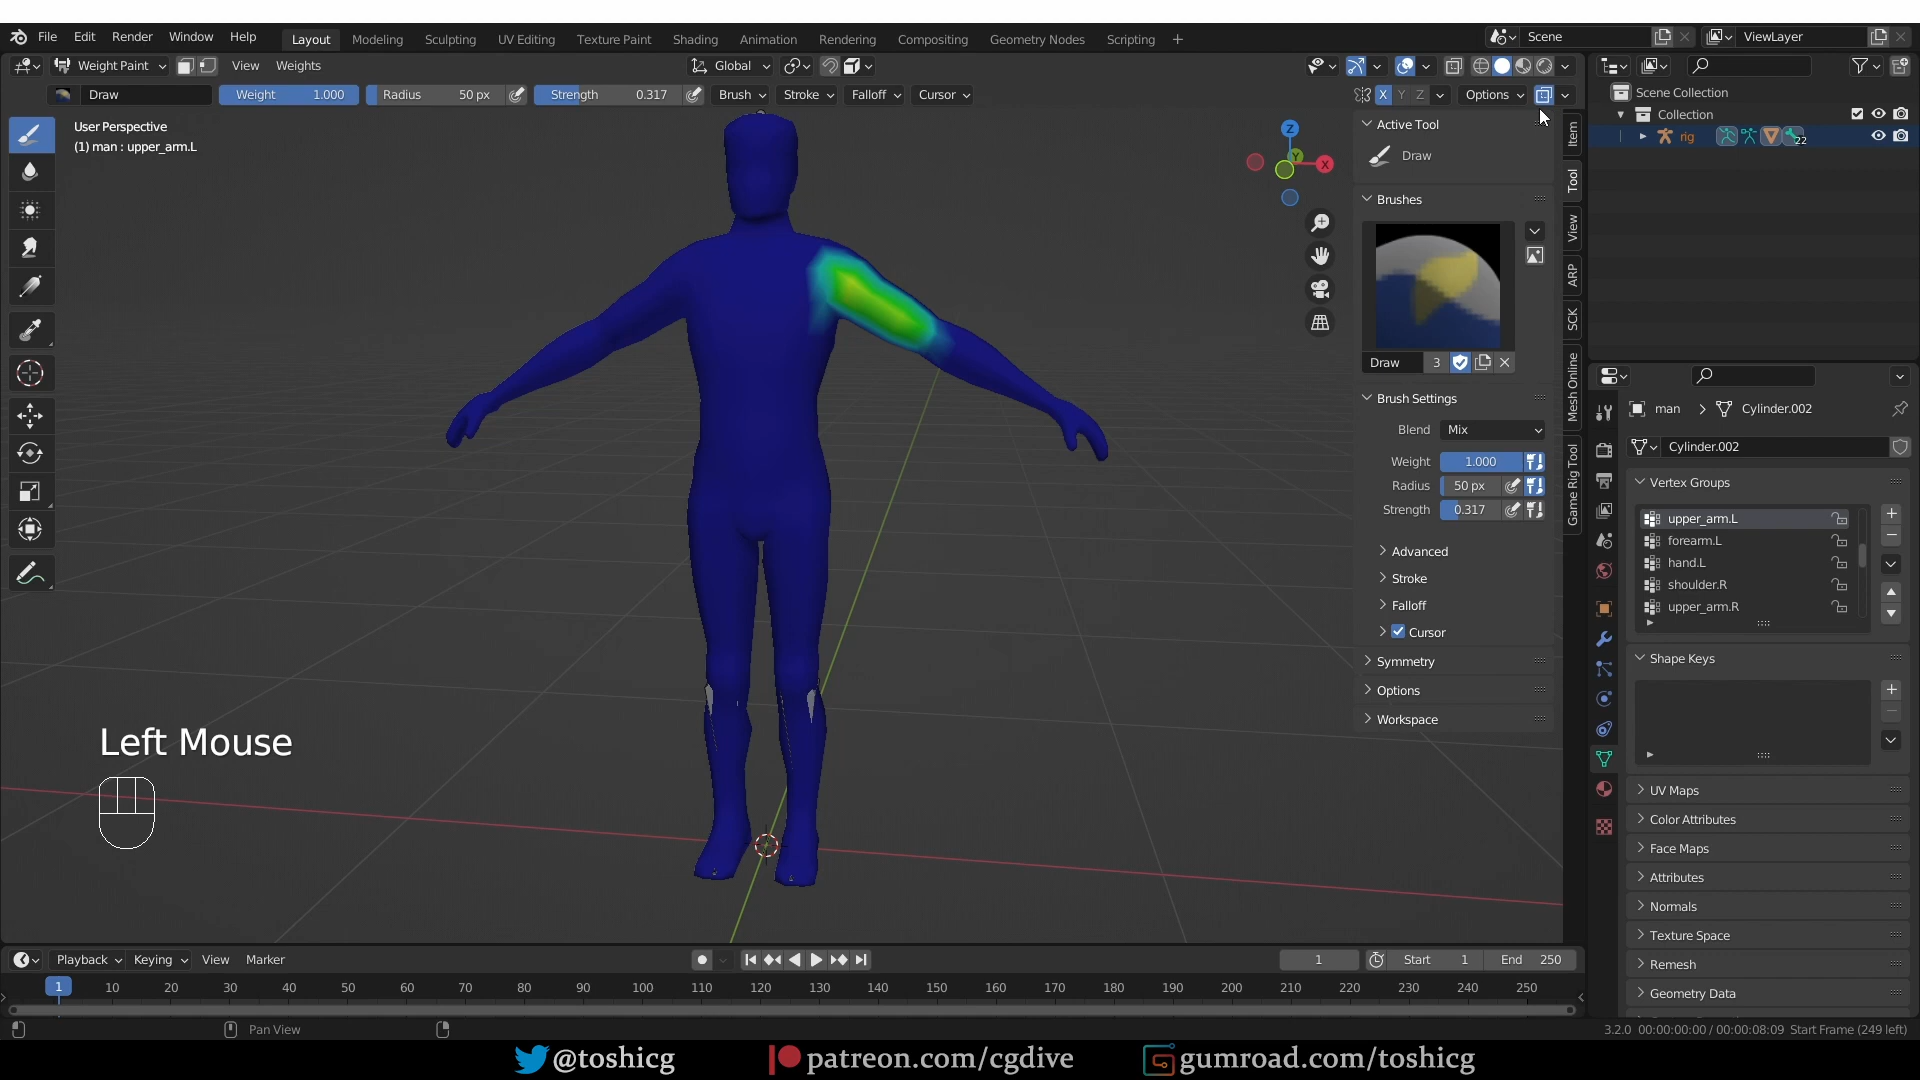 File Edit Render Window Help Layout Modeling Sculpting UV Editing Texture Paint Shading Animation Rendering Compositing Geometry Nodes Scripting + Scene ViewLayer
Weight Paint View Weights Global
Draw Weight 1.000 Radius 50 px Strength 0.317 Brush Stroke Falloff Cursor X Y Z Options
User Perspective
(1) man : upper_arm.L
Z
Y
X
Active Tool
Draw
Brushes
Draw 3
Brush Settings
Blend Mix
Weight 1.000
Radius 50 px
Strength 0.317
Advanced
Stroke
Falloff
Cursor
Symmetry
Options
Workspace
Item
Tool
View
ARP
SCK
Mesh Online
Game Rig Tool
Scene Collection
Collection
rig 22
man Cylinder.002
Cylinder.002
Vertex Groups
upper_arm.L
forearm.L
hand.L
shoulder.R
upper_arm.R
Shape Keys
UV Maps
Color Attributes
Face Maps
Attributes
Normals
Texture Space
Remesh
Geometry Data
Left Mouse
Playback Keying View Marker 1 Start 1 End 250
1 10 20 30 40 50 60 70 80 90 100 110 120 130 140 150 160 170 180 190 200 210 220 230 240 250
Pan View 3.2.0 00:00:00:00 / 00:00:08:09 Start Frame (249 left)
@toshicg patreon.com/cgdive gumroad.com/toshicg